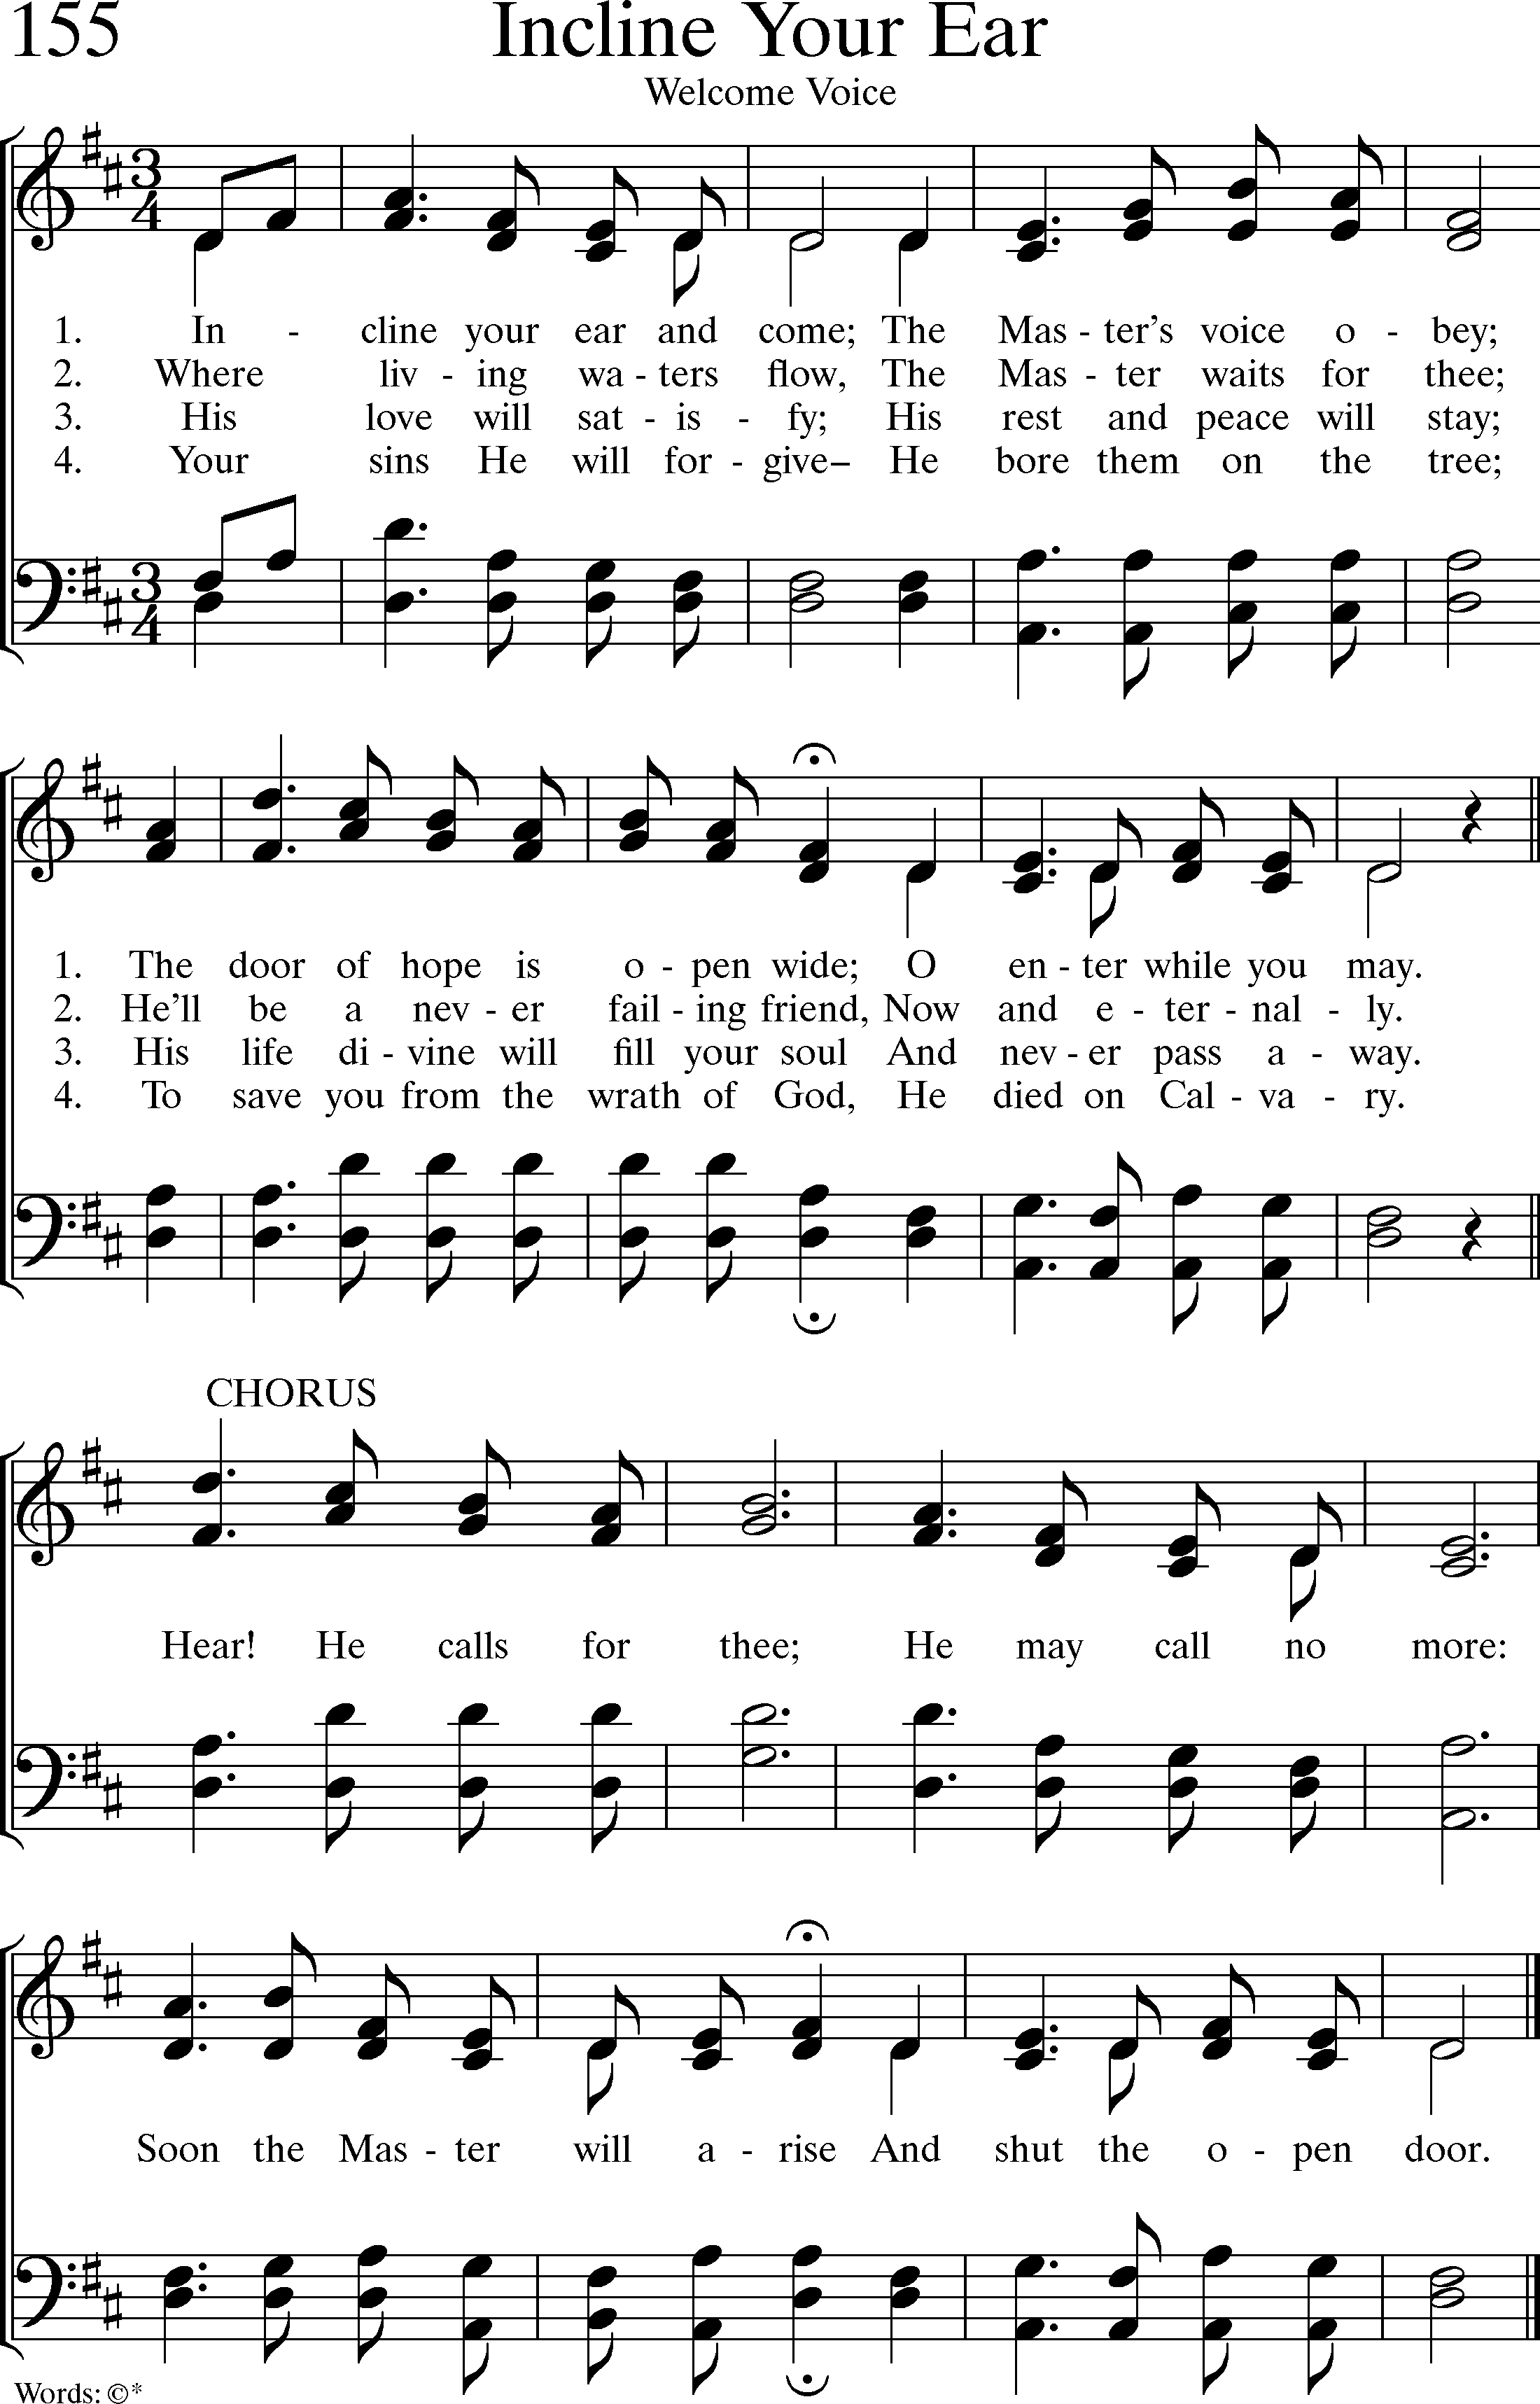 155
Incline Your Ear
Welcome Voice
3
4
1. In - cline your ear and come; The Mas - ter's voice o - bey;
2. Where liv - ing wa - ters flow, The Mas - ter waits for thee;
3. His love will sat - is - fy; His rest and peace will stay;
4. Your sins He will for - give– He bore them on the tree;
3
4
1. The door of hope is o - pen wide; O en - ter while you may.
2. He'll be a nev - er fail - ing friend, Now and e - ter - nal - ly.
3. His life di - vine will fill your soul And nev - er pass a - way.
4. To save you from the wrath of God, He died on Cal - va - ry.
CHORUS
Hear! He calls for thee; He may call no more:
Soon the Mas - ter will a - rise And shut the o - pen door.
Words: ©*